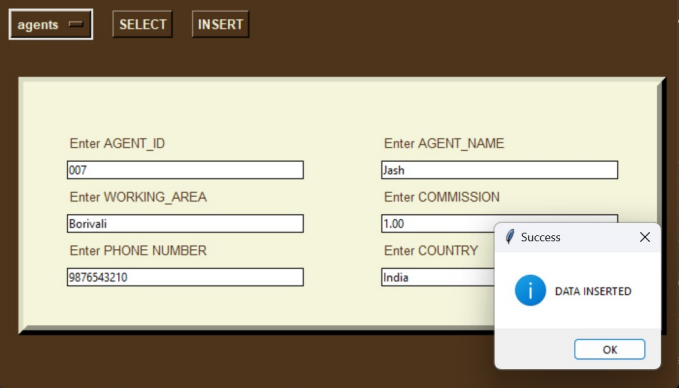 agents SELECT INSERT
Enter AGENT_ID Enter AGENT_NAME
007 Jash
Enter WORKING_AREA Enter COMMISSION
Borivali 1.00
Enter PHONE NUMBER Enter COUNTRY
9876543210 India
Success
DATA INSERTED
OK